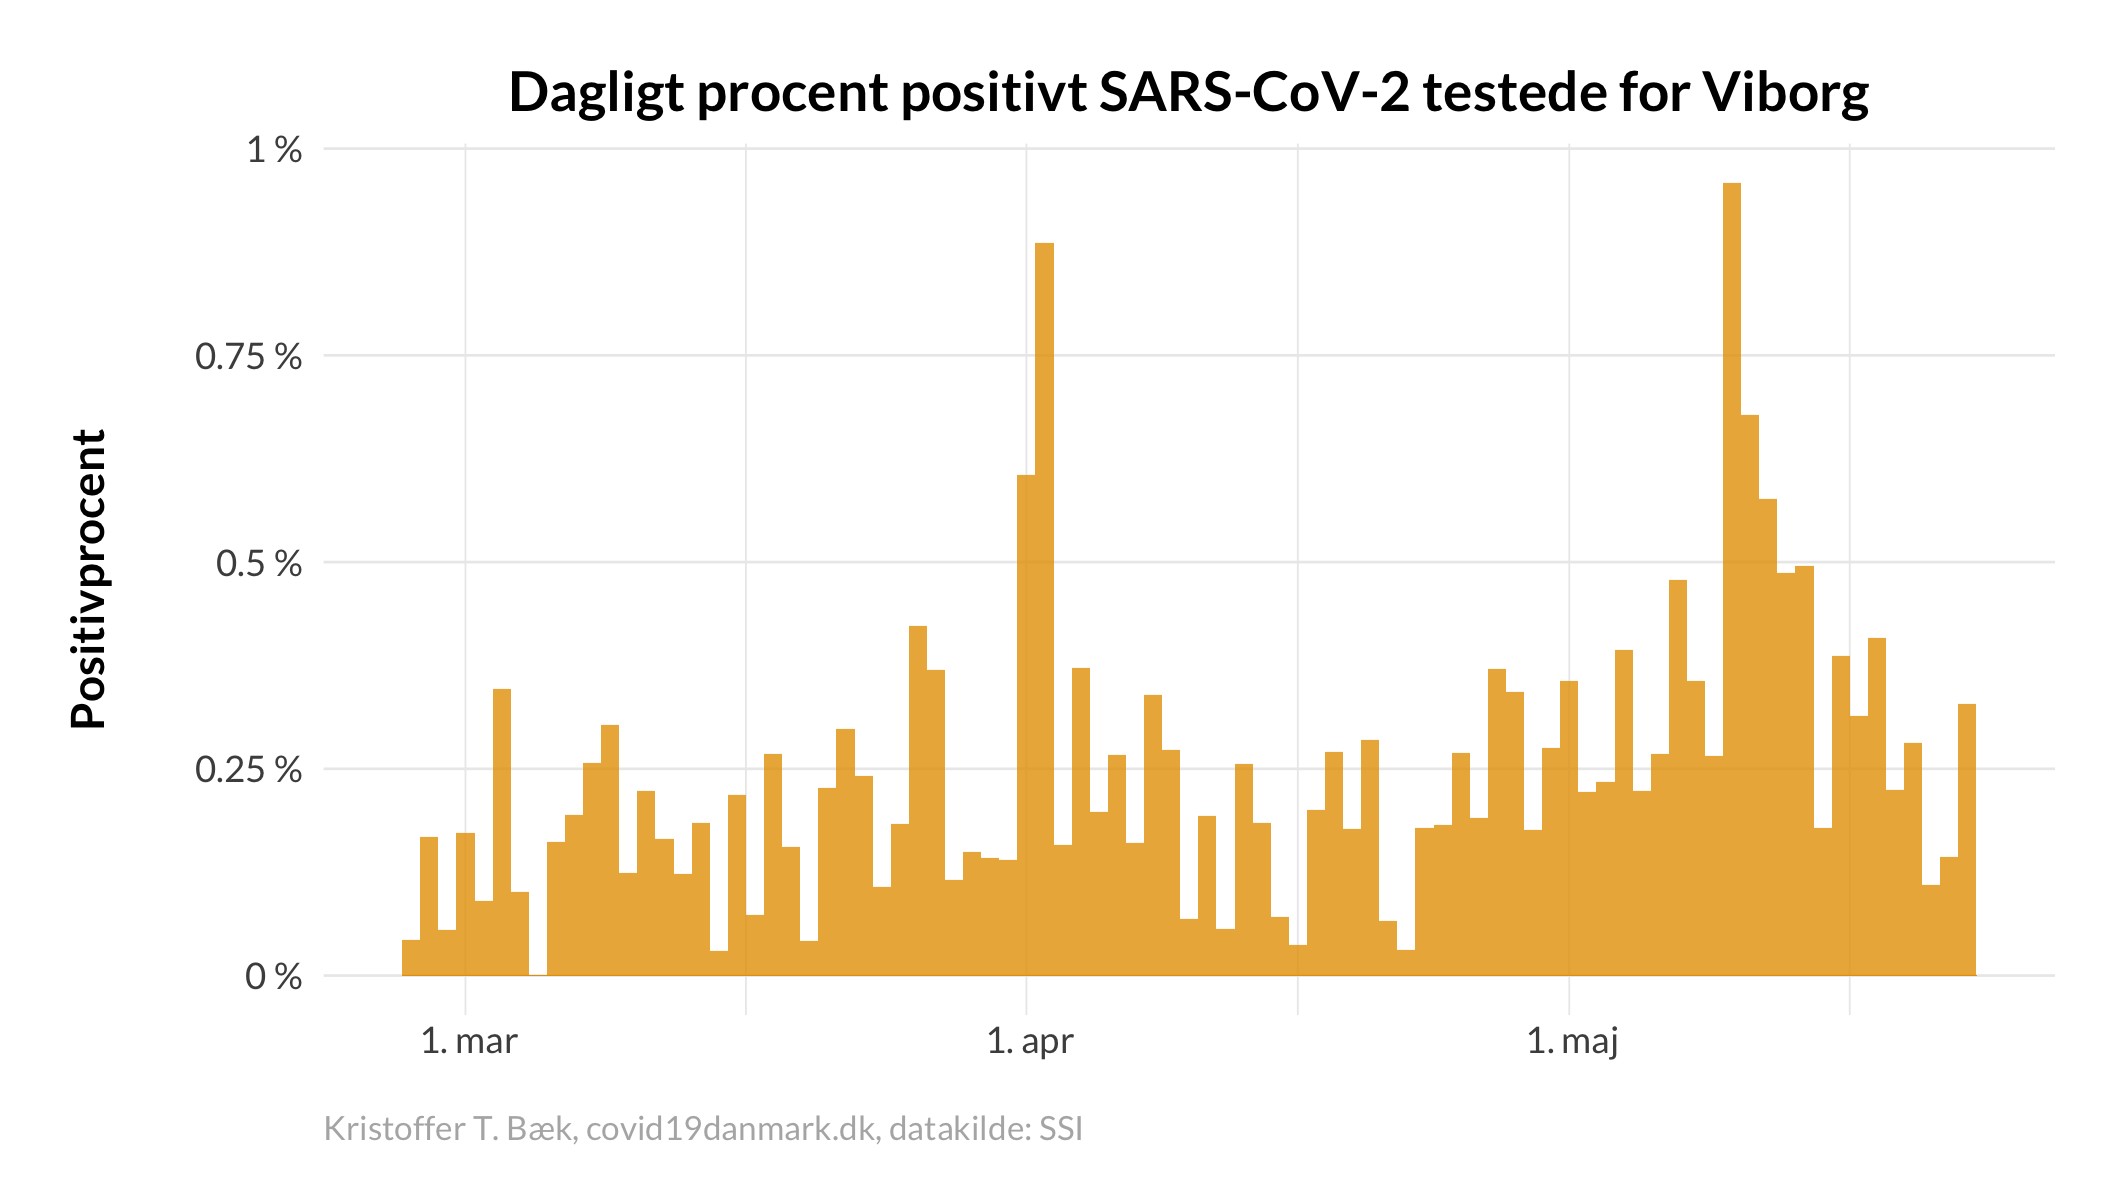 Dagligt procent positivt SARS-CoV-2 testede for Viborg
1 %
0.75 %
0.5 %
0.25 %
0 %
Positivprocent
1. mar
1. apr
1. maj
Kristoffer T. Bæk, covid19danmark.dk, datakilde: SSI